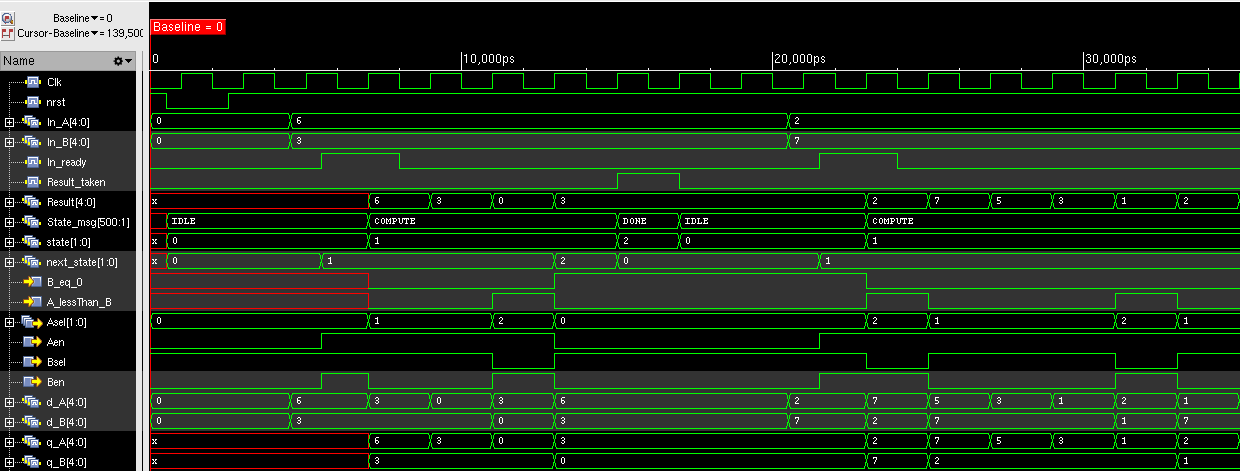 Baseline▼= 0
Cursor-Baseline▼= 139,500
Baseline = 0
Name
0 10,000ps 20,000ps 30,000ps
Clk
nrst
In_A[4:0] 0 6 2
In_B[4:0] 0 3 7
In_ready
Result_taken
Result[4:0] x 6 3 0 3 2 7 5 3 1 2
State_msg[500:1] IDLE COMPUTE DONE IDLE COMPUTE
state[1:0] x 0 1 2 0 1
next_state[1:0] x 0 1 2 0 1
B_eq_0
A_lessThan_B
Asel[1:0] 0 1 2 0 2 1 2 1
Aen
Bsel
Ben
d_A[4:0] 0 6 3 0 3 6 2 7 5 3 1 2 1
d_B[4:0] 0 3 0 3 7 2 7 1 7
q_A[4:0] x 6 3 0 3 2 7 5 3 1 2
q_B[4:0] x 3 0 7 2 1